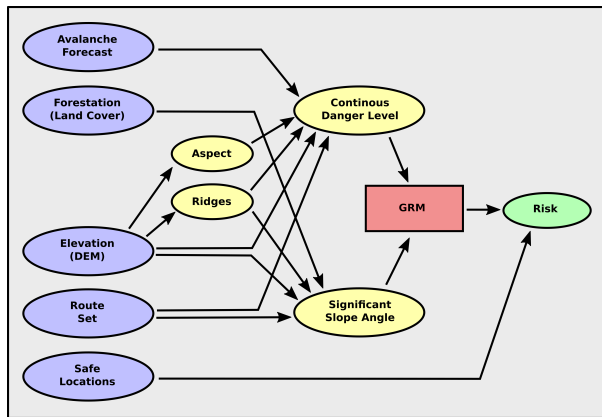 Avalanche
Forecast
Forestation
(Land Cover)
Continous
Danger Level
Aspect
Ridges
GRM
Risk
Elevation
(DEM)
Route
Set
Significant
Slope Angle
Safe
Locations